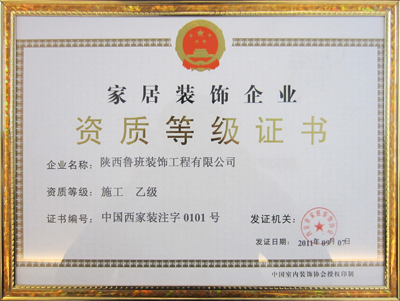 家居装饰企业
资质等级证书
企业名称：陕西鲁班装饰工程有限公司
资质等级：施工 乙级
证书编号：中国西家装注字0101号
发证机关：
发证日期：2011年09月07日
中国室内装饰协会授权印制